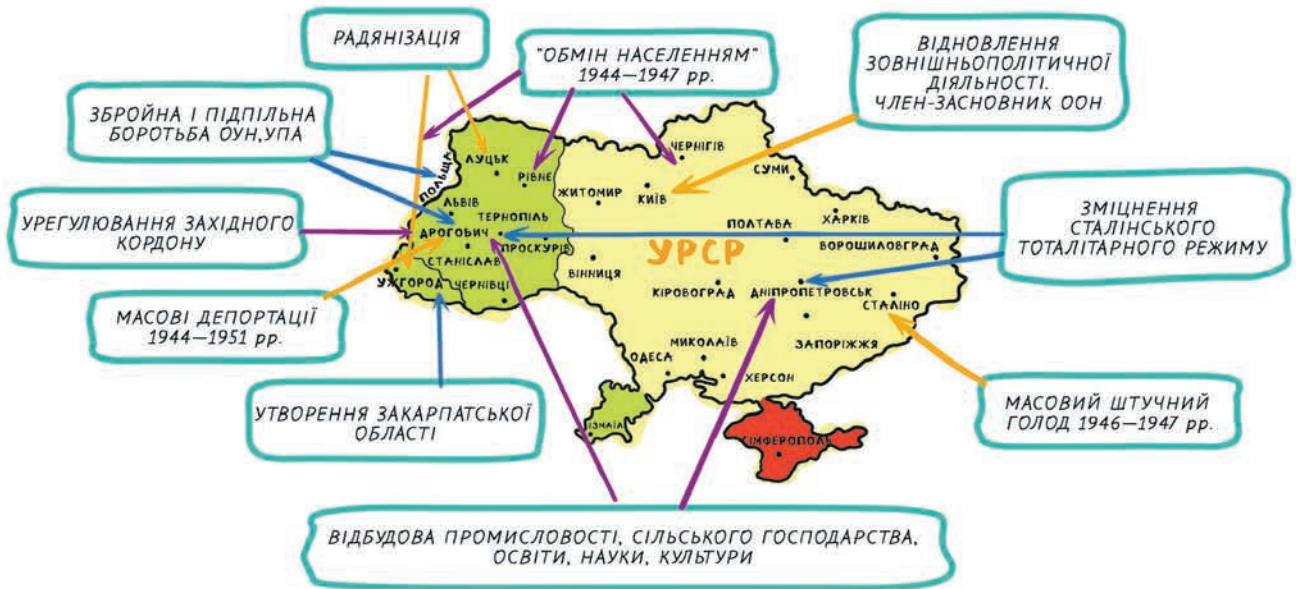 РАДЯНІЗАЦІЯ
"ОБМІН НАСЕЛЕННЯМ"
1944—1947 рр.
ВІДНОВЛЕННЯ
ЗОВНІШНЬОПОЛІТИЧНОЇ
ДІЯЛЬНОСТІ.
ЧЛЕН-ЗАСНОВНИК ООН
ЗБРОЙНА І ПІДПІЛЬНА
БОРОТЬБА ОУН,УПА
УРЕГУЛЮВАННЯ ЗАХІДНОГО
КОРДОНУ
МАСОВІ ДЕПОРТАЦІЇ
1944—1951 рр.
УТВОРЕННЯ ЗАКАРПАТСЬКОЇ
ОБЛАСТІ
ПОЛЬЩА
ЛУЦЬК
РІВНЕ
ЛЬВІВ
ТЕРНОПІЛЬ
ДРОГОБИЧ
ПРОСКУРІВ
СТАНІСЛАВ
УЖГОРОД
ЧЕРНІВЦІ
ЧЕРНІГІВ
СУМИ
ЖИТОМИР
КИЇВ
ПОЛТАВА
ХАРКІВ
ВОРОШИЛОВГРАД
УРСР
ВІННИЦЯ
КІРОВОГРАД
ДНІПРОПЕТРОВСЬК
СТАЛІНО
ЗАПОРІЖЖЯ
МИКОЛАЇВ
ОДЕСА
ХЕРСОН
ІЗМАЇЛ
СІМФЕРОПОЛЬ
ЗМІЦНЕННЯ
СТАЛІНСЬКОГО
ТОТАЛІТАРНОГО РЕЖИМУ
МАСОВИЙ ШТУЧНИЙ
ГОЛОД 1946—1947 рр.
ВІДБУДОВА ПРОМИСЛОВОСТІ, СІЛЬСЬКОГО ГОСПОДАРСТВА,
ОСВІТИ, НАУКИ, КУЛЬТУРИ